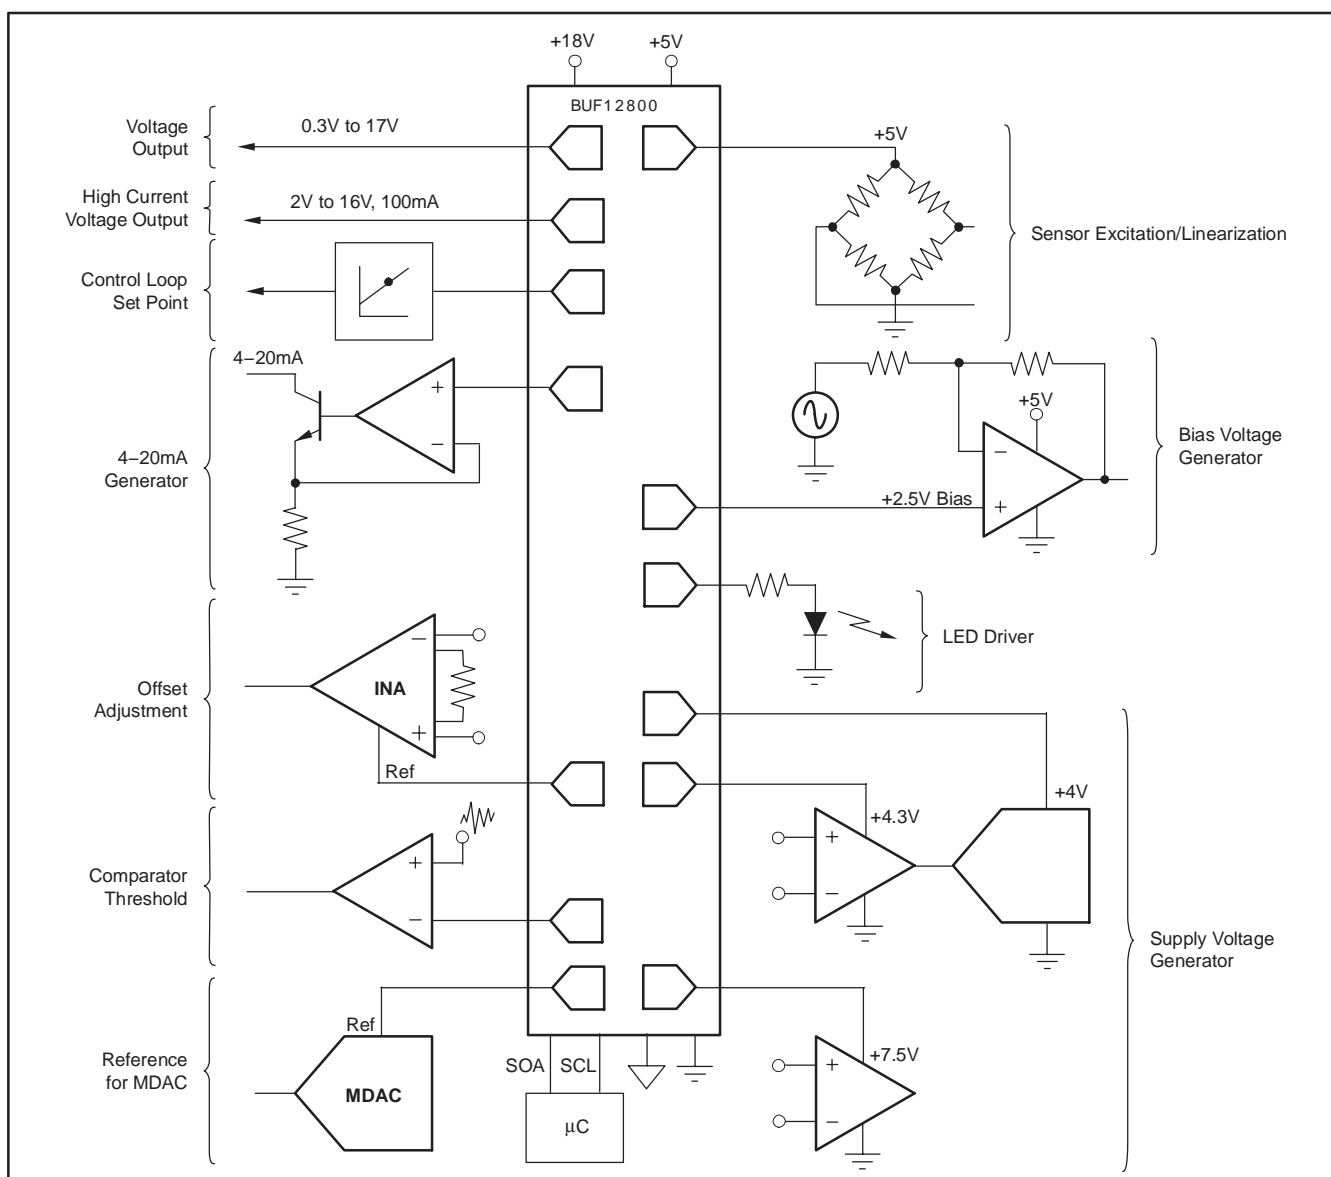 +18V
+5V
BUF12800
Voltage
Output
0.3V to 17V
High Current
Voltage Output
2V to 16V, 100mA
Control Loop
Set Point
4–20mA
+
−
4–20mA
Generator
Offset
Adjustment
−
INA
+
Ref
Comparator
Threshold
+
−
Reference
for MDAC
Ref
MDAC
SOA
SCL
μC
+5V
Sensor Excitation/Linearization
+5V
−
+
+2.5V Bias
Bias Voltage
Generator
LED Driver
+4V
+4.3V
+
−
Supply Voltage
Generator
+7.5V
+
−